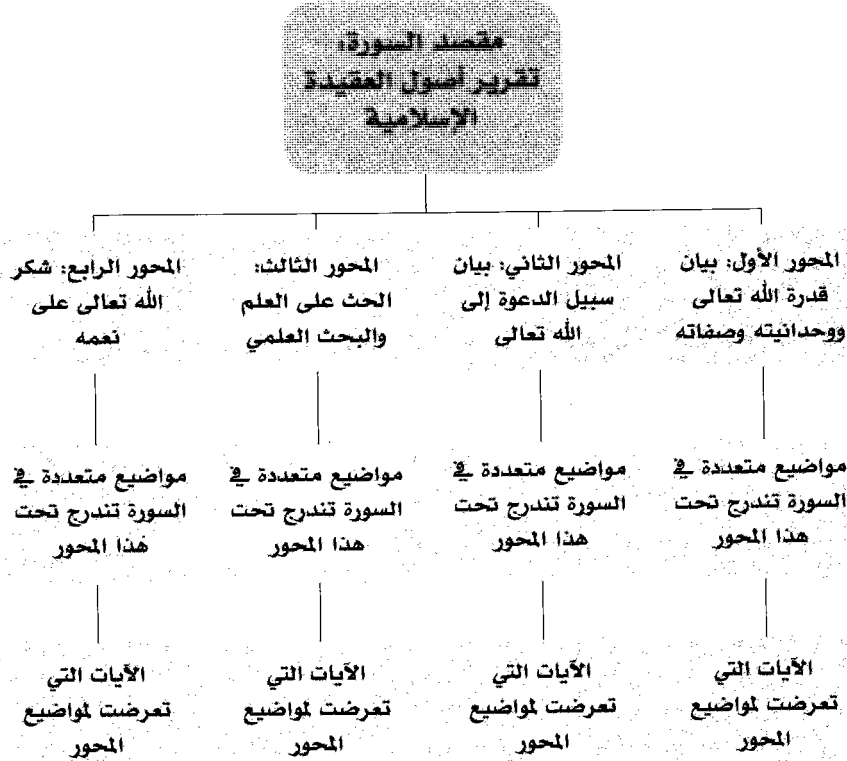 مقصد السورة:
تقرير أصول العقيدة
الإسلامية
المحور الأول: بيان
قدرة الله تعالى
ووحدانيته وصفاته
المحور الثاني: بيان
سبيل الدعوة إلى
الله تعالى
المحور الثالث:
الحث على العلم
والبحث العلمي
المحور الرابع: شكر
الله تعالى على
نعمه
مواضيع متعددة في
السورة تندرج تحت
هذا المحور
مواضيع متعددة في
السورة تندرج تحت
هذا المحور
مواضيع متعددة في
السورة تندرج تحت
هذا المحور
مواضيع متعددة في
السورة تندرج تحت
هذا المحور
الآيات التي
تعرضت لمواضيع
المحور
الآيات التي
تعرضت لمواضيع
المحور
الآيات التي
تعرضت لمواضيع
المحور
الآيات التي
تعرضت لمواضيع
المحور